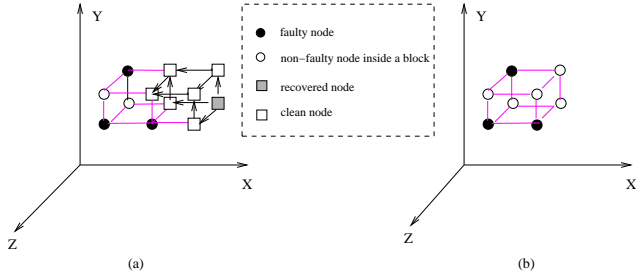 Y
faulty node
non-faulty node inside a block
recovered node
clean node
X
Z
(a)
Y
X
Z
(b)